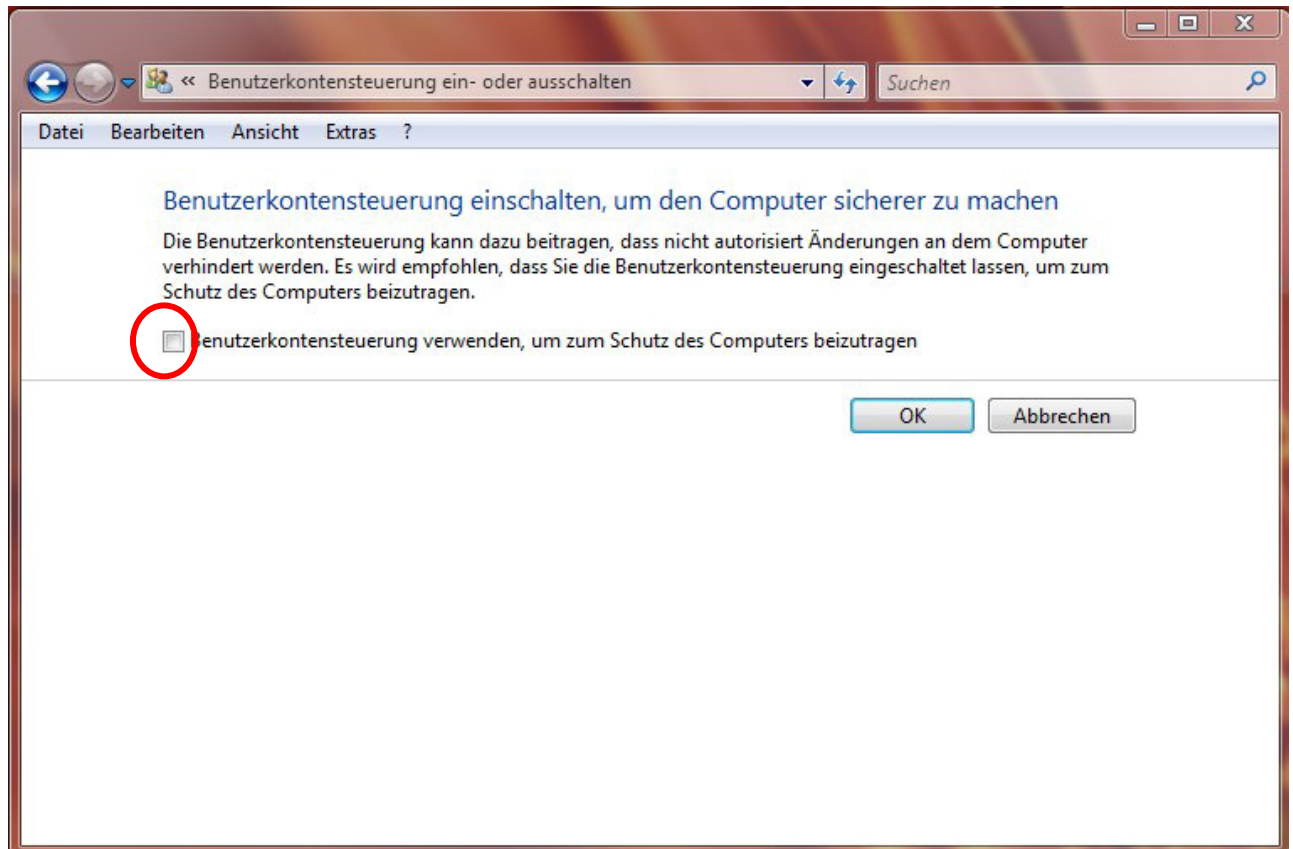 « Benutzerkontensteuerung ein- oder ausschalten Suchen
Datei Bearbeiten Ansicht Extras ?
Benutzerkontensteuerung einschalten, um den Computer sicherer zu machen
Die Benutzerkontensteuerung kann dazu beitragen, dass nicht autorisiert Änderungen an dem Computer
verhindert werden. Es wird empfohlen, dass Sie die Benutzerkontensteuerung eingeschaltet lassen, um zum
Schutz des Computers beizutragen.
Benutzerkontensteuerung verwenden, um zum Schutz des Computers beizutragen
OK Abbrechen